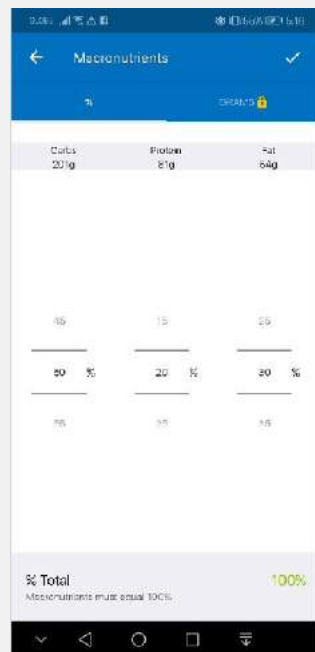 Macronutrients
%
GRAMS
Carbs Protein Fat
201g 81g 54g
45 15 25
50 % 20 % 30 %
55 25 35
% Total 100%
Macronutrients must equal 100%